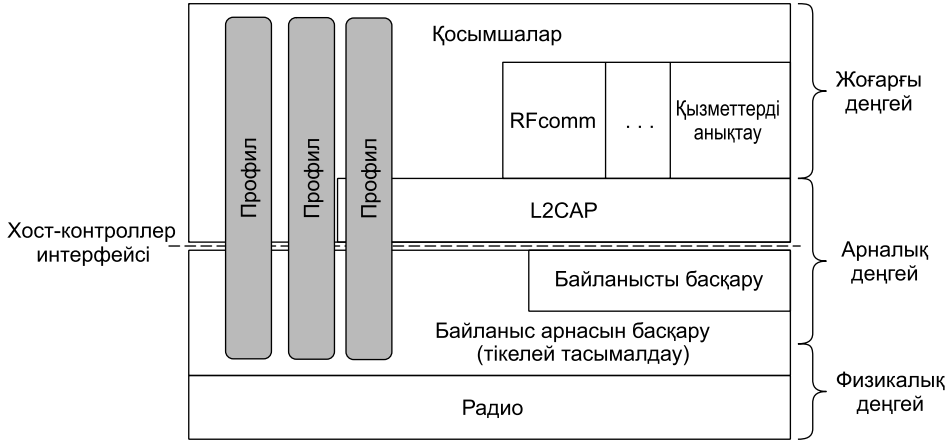 Қосымшалар
Жоғарғы
деңгей
RFcomm
. . .
Қызметтерді
анықтау
Профил
Профил
Профил
L2CAP
Хост-контроллер
интерфейсі
Арналық
деңгей
Байланысты басқару
Байланыс арнасын басқару
(тікелей тасымалдау)
Физикалық
деңгей
Радио